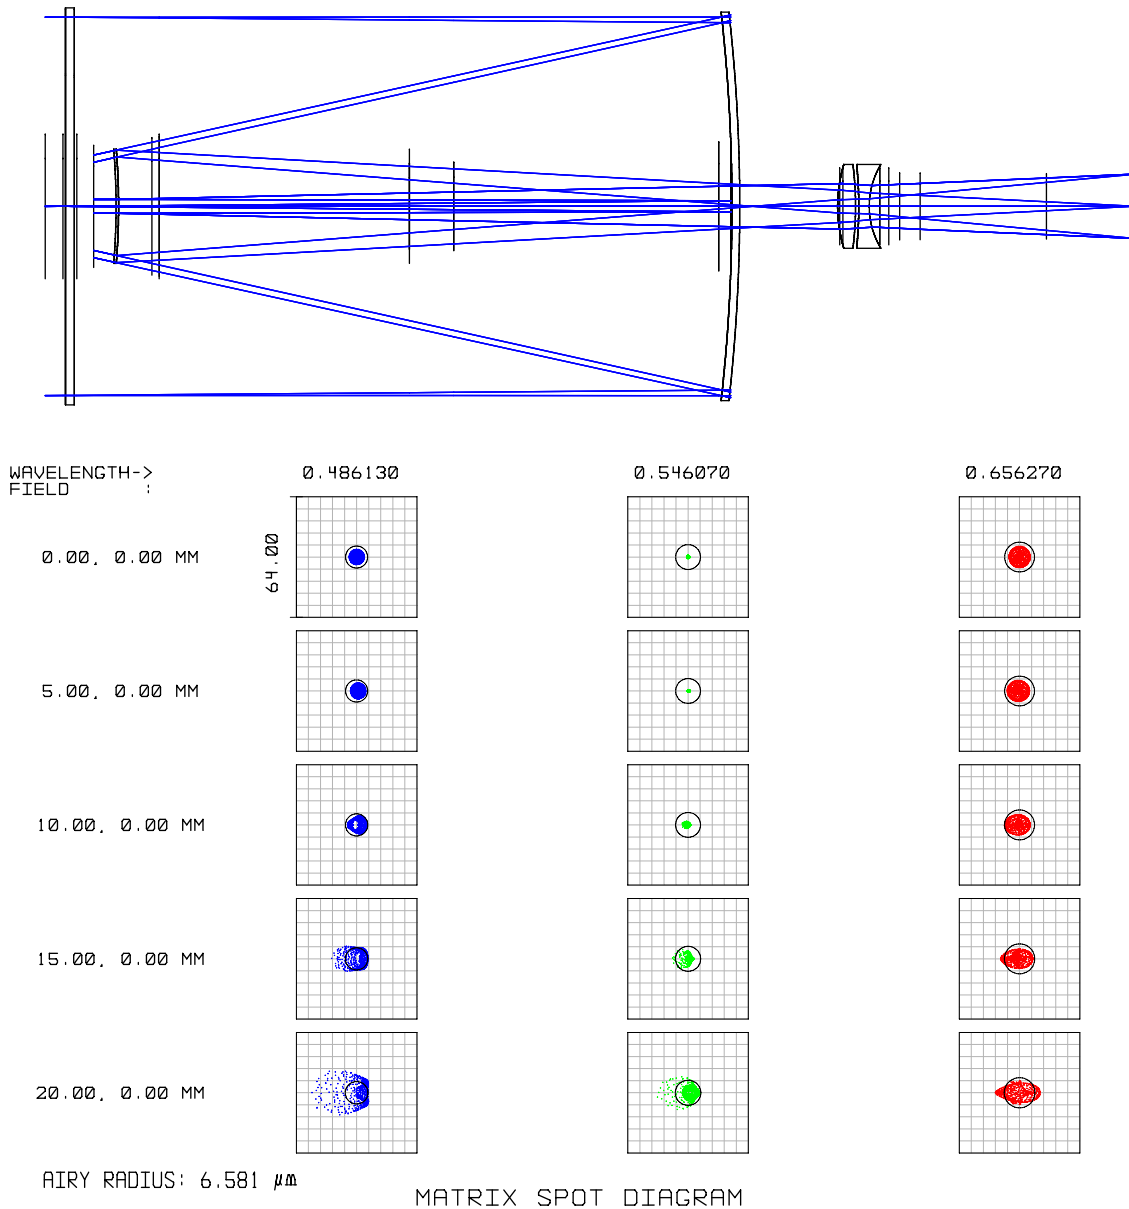 WAVELENGTH->
0.486130 0.546070 0.656270
FIELD :
0.00, 0.00 MM
64.00
5.00, 0.00 MM
10.00, 0.00 MM
15.00, 0.00 MM
20.00, 0.00 MM
AIRY RADIUS: 6.581 μm
MATRIX SPOT DIAGRAM